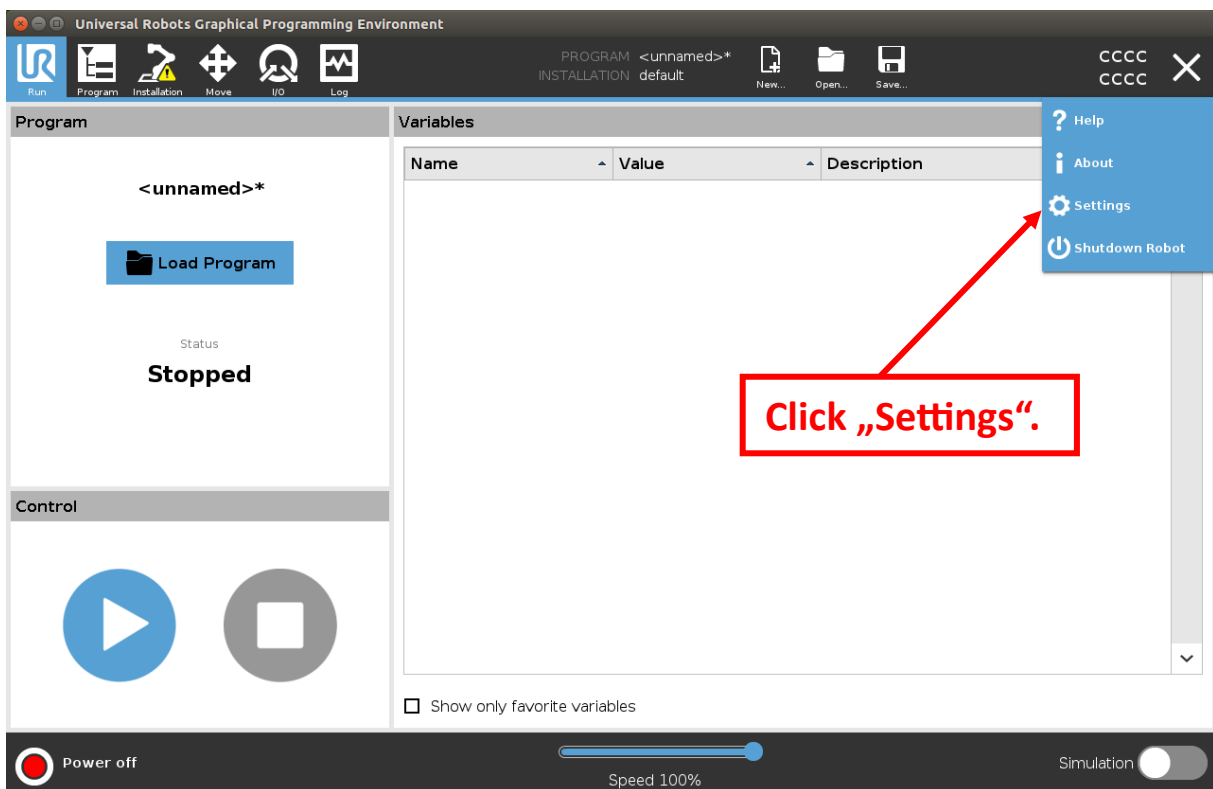 Universal Robots Graphical Programming Environment
UR
Run
Program
Installation
Move
I/O
Log
PROGRAM <unnamed>*
INSTALLATION default
New...
Open...
Save...
CCCC
CCCC
Program
<unnamed>*
Load Program
Status
Stopped
Control
Variables
Name
Value
Description
? Help
i About
Settings
Shutdown Robot
Click „Settings“.
Show only favorite variables
Power off
Speed 100%
Simulation